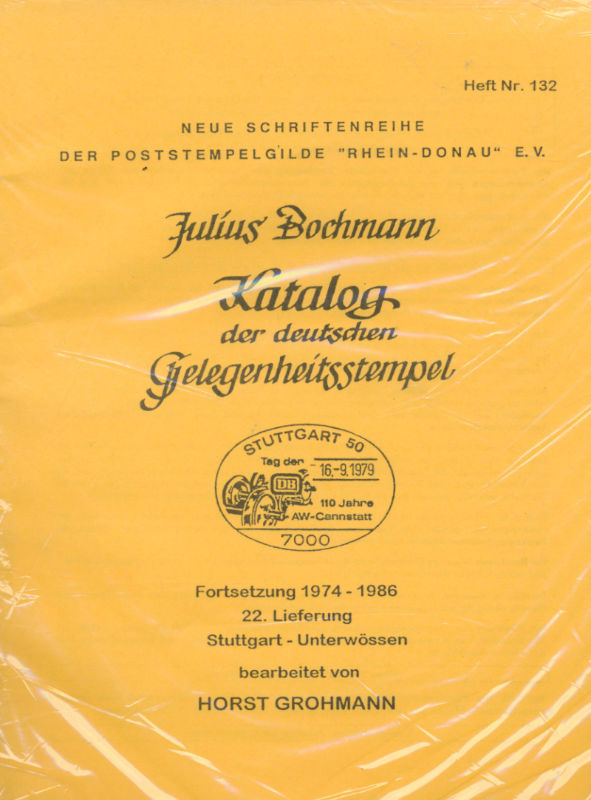 Heft Nr. 132
NEUE SCHRIFTENREIHE
DER POSTSTEMPELGILDE "RHEIN-DONAU" E.V.
Julius Bochmann
Katalog
der deutschen
Gelegenheitsstempel
STUTTGART 50
Tag der
16.-9.1979
DB
110 Jahre
AW-Cannstatt
7000
Fortsetzung 1974 - 1986
22. Lieferung
Stuttgart - Unterwössen
bearbeitet von
HORST GROHMANN